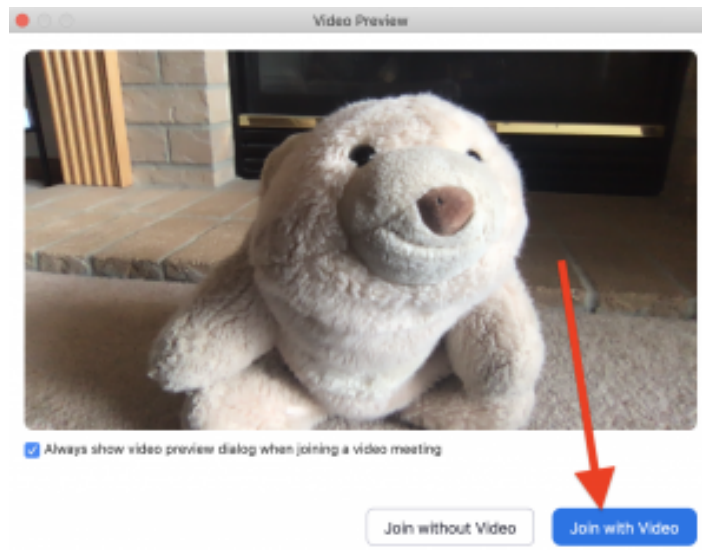 Video Preview
Always show video preview dialog when joining a video meeting
Join without Video
Join with Video